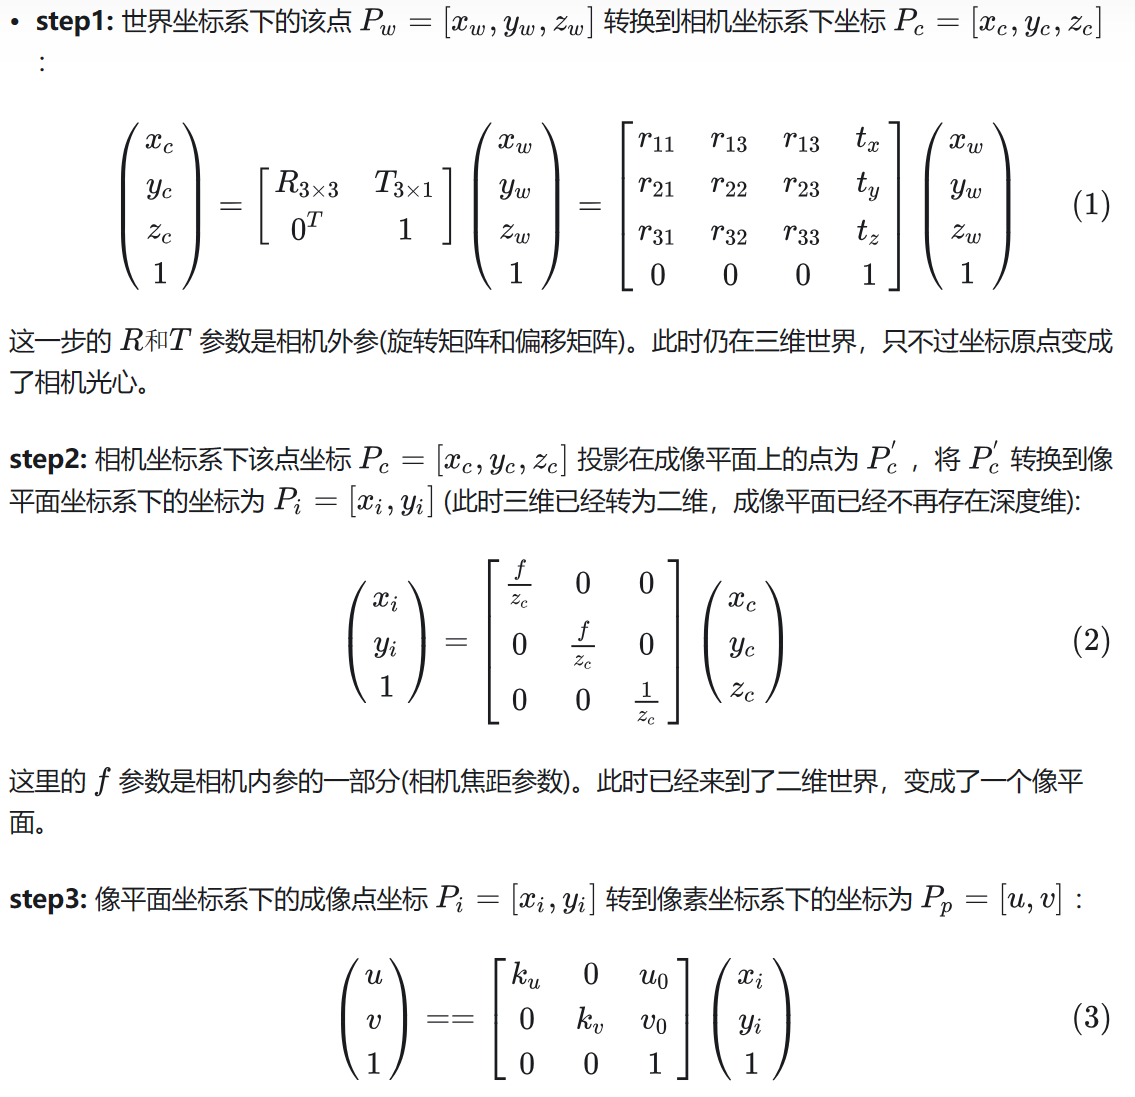 • step1: 世界坐标系下的该点 $P_w = [x_w, y_w, z_w]$ 转换到相机坐标系下坐标 $P_c = [x_c, y_c, z_c]$
:
$\begin{pmatrix} x_c \\ y_c \\ z_c \\ 1 \end{pmatrix} = \begin{bmatrix} R_{3\times3} & T_{3\times1} \\ 0^T & 1 \end{bmatrix} \begin{pmatrix} x_w \\ y_w \\ z_w \\ 1 \end{pmatrix} = \begin{bmatrix} r_{11} & r_{13} & r_{13} & t_x \\ r_{21} & r_{22} & r_{23} & t_y \\ r_{31} & r_{32} & r_{33} & t_z \\ 0 & 0 & 0 & 1 \end{bmatrix} \begin{pmatrix} x_w \\ y_w \\ z_w \\ 1 \end{pmatrix}$ (1)
这一步的 $R和T$ 参数是相机外参(旋转矩阵和偏移矩阵)。此时仍在三维世界，只不过坐标原点变成
了相机光心。
step2: 相机坐标系下该点坐标 $P_c = [x_c, y_c, z_c]$ 投影在成像平面上的点为 $P_c'$ ，将 $P_c'$ 转换到像
平面坐标系下的坐标为 $P_i = [x_i, y_i]$ (此时三维已经转为二维，成像平面已经不再存在深度维):
$\begin{pmatrix} x_i \\ y_i \\ 1 \end{pmatrix} = \begin{bmatrix} \frac{f}{z_c} & 0 & 0 \\ 0 & \frac{f}{z_c} & 0 \\ 0 & 0 & \frac{1}{z_c} \end{bmatrix} \begin{pmatrix} x_c \\ y_c \\ z_c \end{pmatrix}$ (2)
这里的 $f$ 参数是相机内参的一部分(相机焦距参数)。此时已经来到了二维世界，变成了一个像平
面。
step3: 像平面坐标系下的成像点坐标 $P_i = [x_i, y_i]$ 转到像素坐标系下的坐标为 $P_p = [u, v]$ :
$\begin{pmatrix} u \\ v \\ 1 \end{pmatrix} == \begin{bmatrix} k_u & 0 & u_0 \\ 0 & k_v & v_0 \\ 0 & 0 & 1 \end{bmatrix} \begin{pmatrix} x_i \\ y_i \\ 1 \end{pmatrix}$ (3)